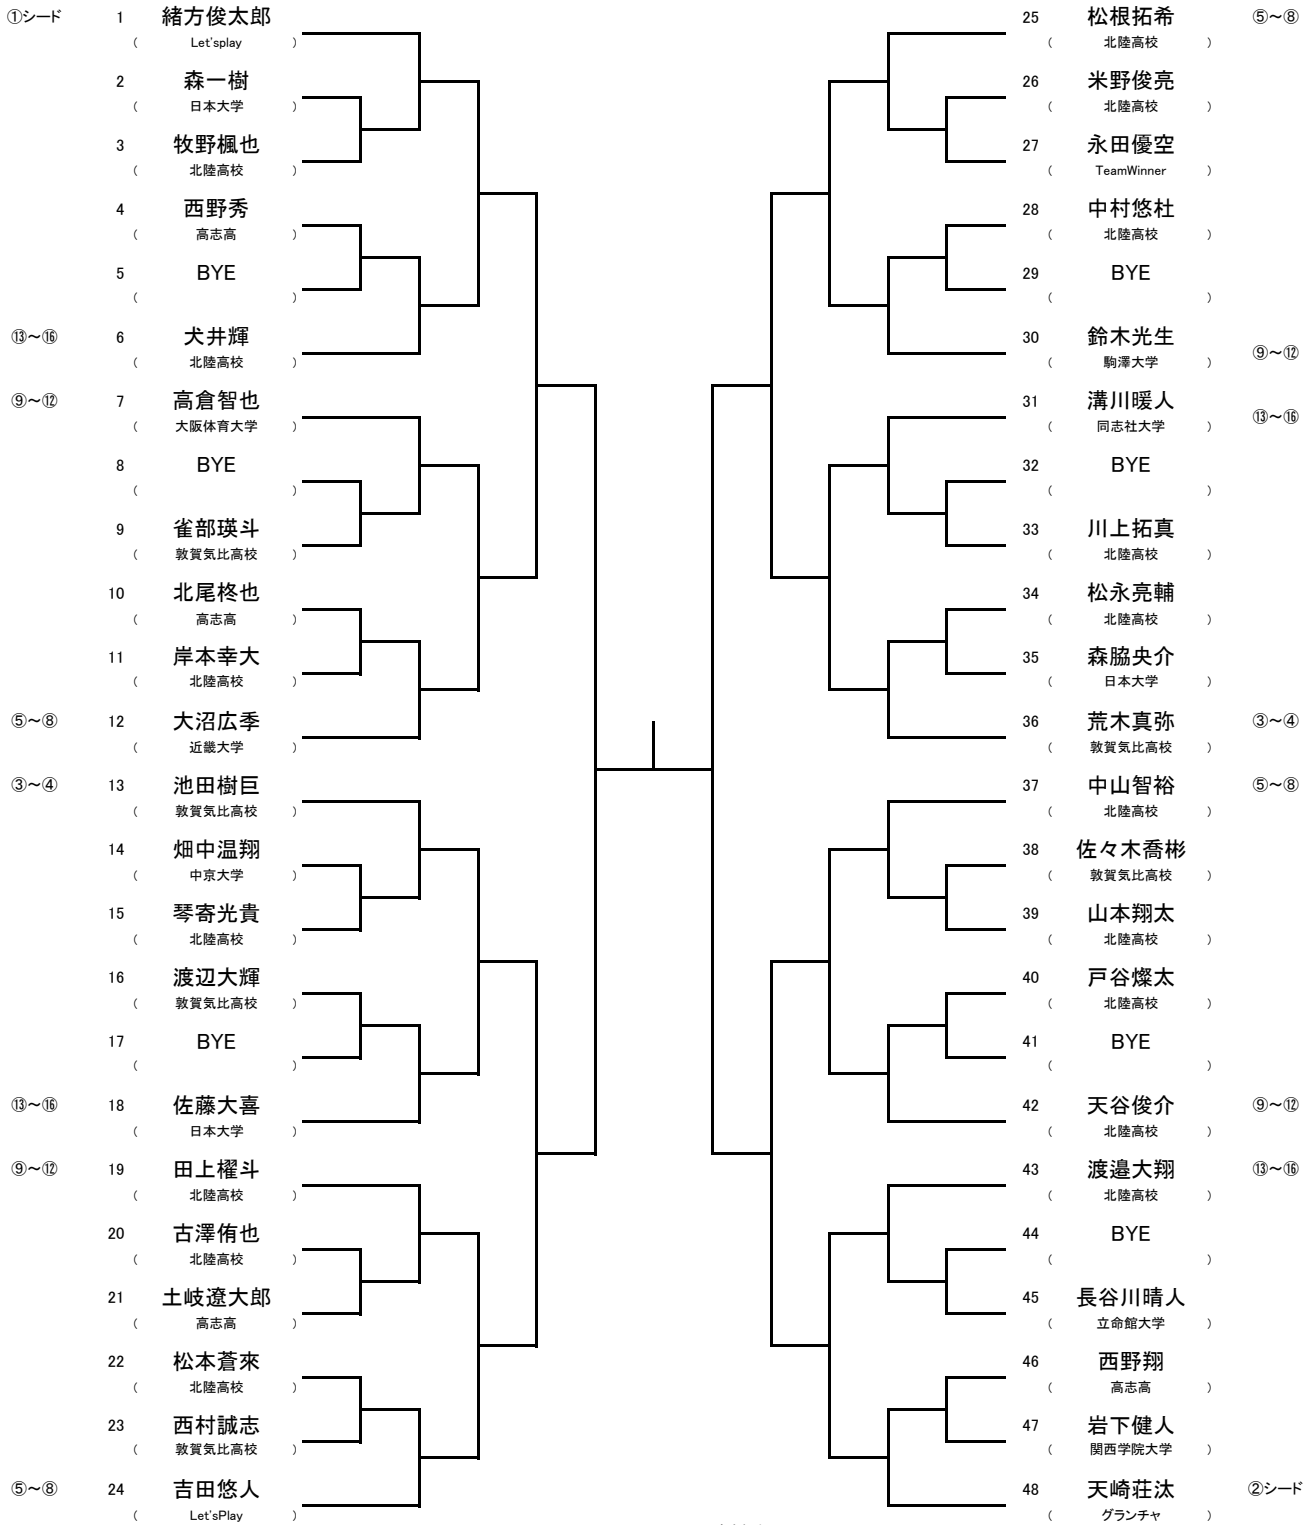 ①シード 1 緒方俊太郎
( Let'splay )
2 森一樹
( 日本大学 )
3 牧野楓也
( 北陸高校 )
4 西野秀
( 高志高 )
5 BYE
( )
⑬～⑯ 6 犬井輝
( 北陸高校 )
⑨～⑫ 7 高倉智也
( 大阪体育大学 )
8 BYE
( )
9 雀部瑛斗
( 敦賀気比高校 )
10 北尾柊也
( 高志高 )
11 岸本幸大
( 北陸高校 )
⑤～⑧ 12 大沼広季
( 近畿大学 )
③～④ 13 池田樹巨
( 敦賀気比高校 )
14 畑中温翔
( 中京大学 )
15 琴寄光貴
( 北陸高校 )
16 渡辺大輝
( 敦賀気比高校 )
17 BYE
( )
⑬～⑯ 18 佐藤大喜
( 日本大学 )
⑨～⑫ 19 田上櫂斗
( 北陸高校 )
20 古澤侑也
( 北陸高校 )
21 土岐遼大郎
( 高志高 )
22 松本蒼來
( 北陸高校 )
23 西村誠志
( 敦賀気比高校 )
⑤～⑧ 24 吉田悠人
( Let'sPlay )
25 松根拓希 ⑤～⑧
( 北陸高校 )
26 米野俊亮
( 北陸高校 )
27 永田優空
( TeamWinner )
28 中村悠杜
( 北陸高校 )
29 BYE
( )
30 鈴木光生
( 駒澤大学 ) ⑨～⑫
31 溝川暖人
( 同志社大学 ) ⑬～⑯
32 BYE
( )
33 川上拓真
( 北陸高校 )
34 松永亮輔
( 北陸高校 )
35 森脇央介
( 日本大学 )
36 荒木真弥 ③～④
( 敦賀気比高校 )
37 中山智裕 ⑤～⑧
( 北陸高校 )
38 佐々木喬彬
( 敦賀気比高校 )
39 山本翔太
( 北陸高校 )
40 戸谷燦太
( 北陸高校 )
41 BYE
( )
42 天谷俊介 ⑨～⑫
( 北陸高校 )
43 渡邉大翔 ⑬～⑯
( 北陸高校 )
44 BYE
( )
45 長谷川晴人
( 立命館大学 )
46 西野翔
( 高志高 )
47 岩下健人
( 関西学院大学 )
48 天崎荘汰 ②シード
( グランチャ )